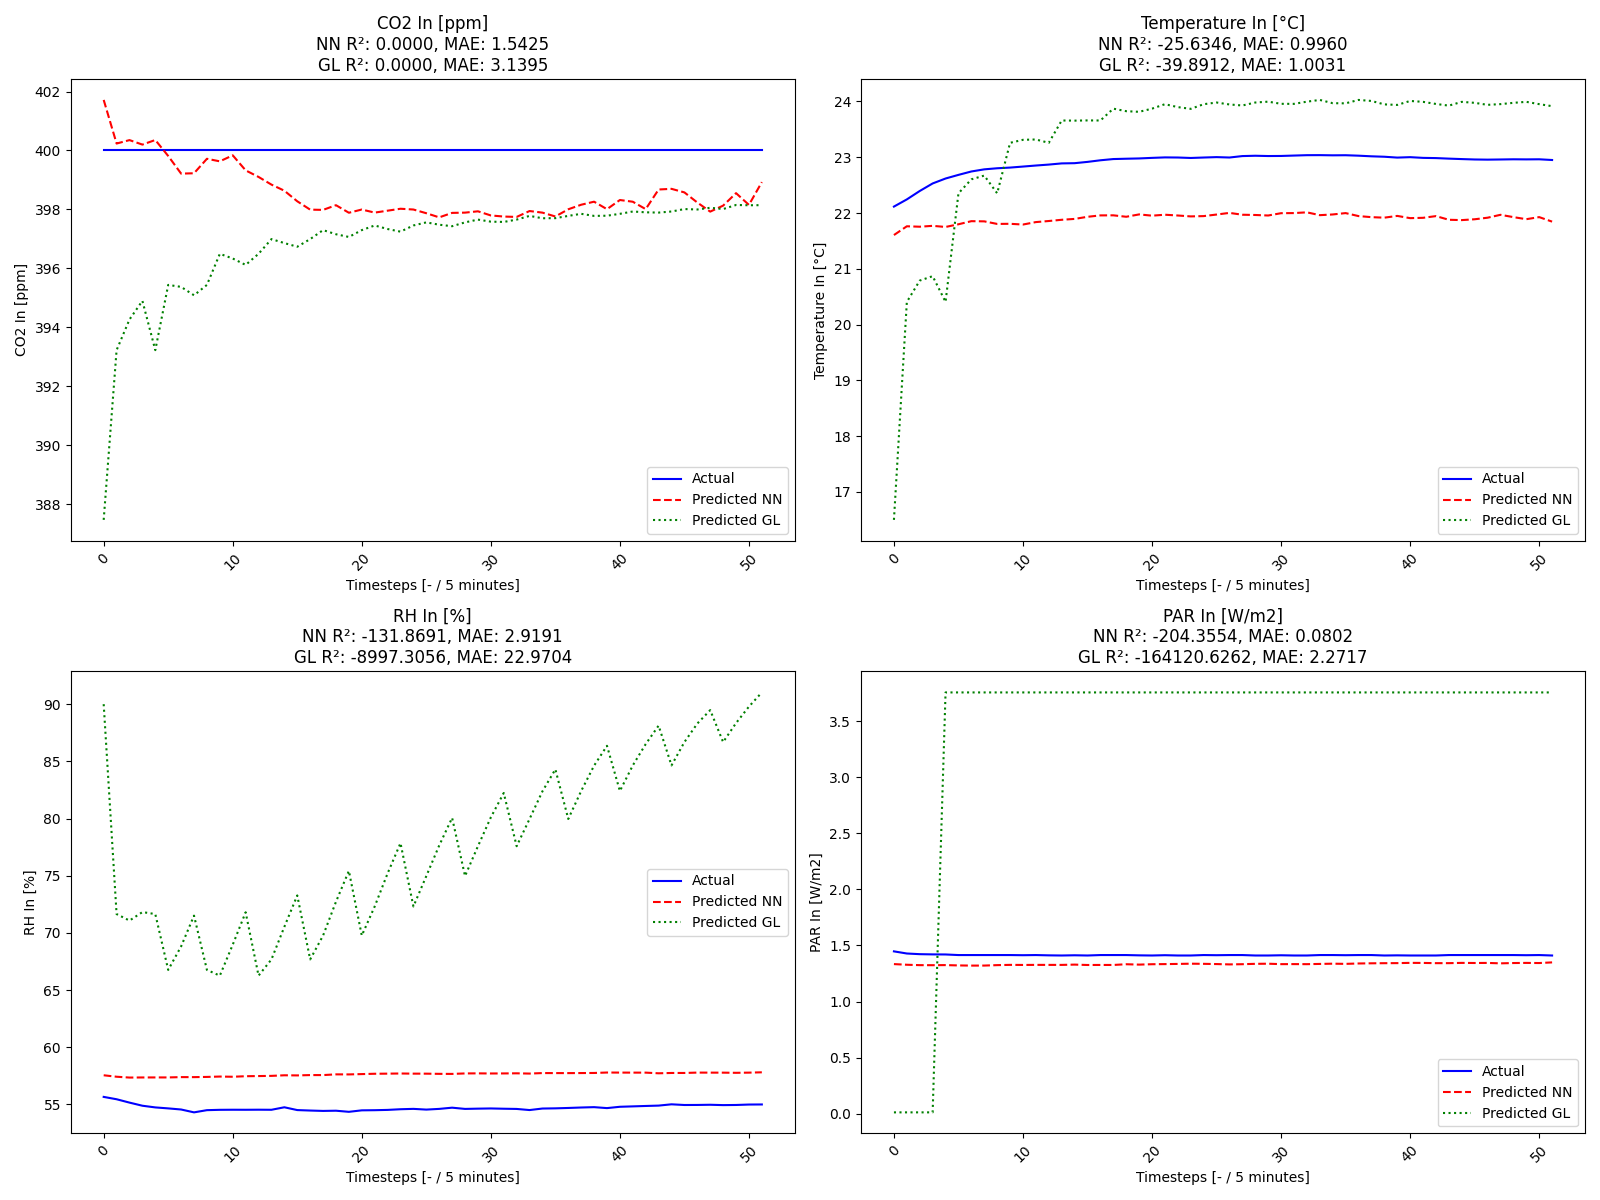 CO2 In [ppm]
NN R²: 0.0000, MAE: 1.5425
GL R²: 0.0000, MAE: 3.1395
402
400
398
396
394
392
390
388
CO2 In [ppm]
Actual
Predicted NN
Predicted GL
0
10
20
30
40
50
Timesteps [- / 5 minutes]
Temperature In [°C]
NN R²: -25.6346, MAE: 0.9960
GL R²: -39.8912, MAE: 1.0031
24
23
22
21
20
19
18
17
Temperature In [°C]
Actual
Predicted NN
Predicted GL
0
10
20
30
40
50
Timesteps [- / 5 minutes]
RH In [%]
NN R²: -131.8691, MAE: 2.9191
GL R²: -8997.3056, MAE: 22.9704
90
85
80
75
70
65
60
55
RH In [%]
Actual
Predicted NN
Predicted GL
0
10
20
30
40
50
Timesteps [- / 5 minutes]
PAR In [W/m2]
NN R²: -204.3554, MAE: 0.0802
GL R²: -164120.6262, MAE: 2.2717
3.5
3.0
2.5
2.0
1.5
1.0
0.5
0.0
PAR In [W/m2]
Actual
Predicted NN
Predicted GL
0
10
20
30
40
50
Timesteps [- / 5 minutes]